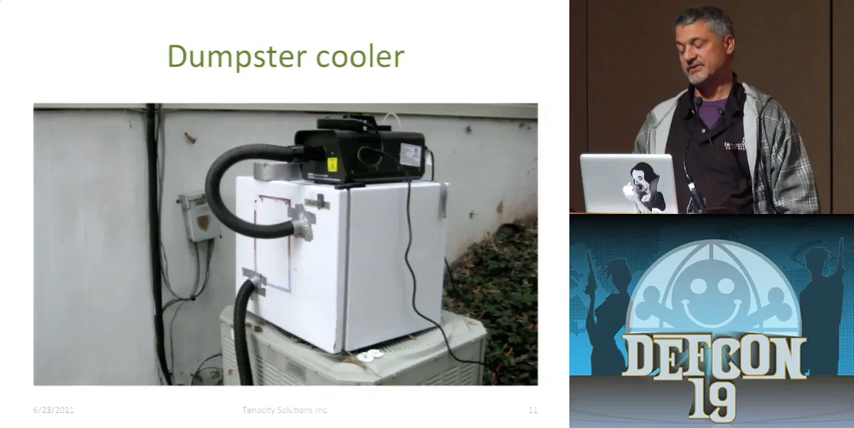 Dumpster cooler
6/23/2011
Tenacity Solutions Inc.
11
DEFCON
19